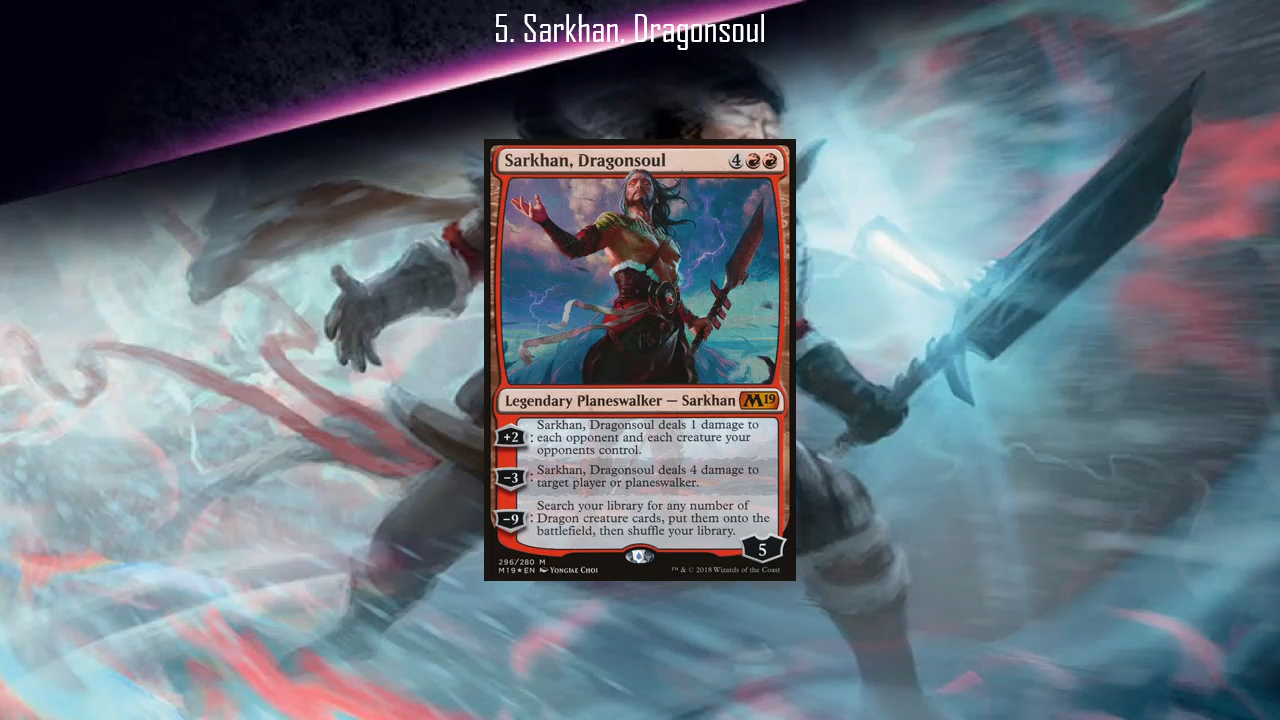 5. Sarkhan, Dragonsoul
Sarkhan, Dragonsoul 4
Legendary Planeswalker — Sarkhan M19
+2 : Sarkhan, Dragonsoul deals 1 damage to
each opponent and each creature your
opponents control.
-3 : Sarkhan, Dragonsoul deals 4 damage to
target player or planeswalker.
-9 : Search your library for any number of
Dragon creature cards, put them onto the
battlefield, then shuffle your library.
5
296/280 M
M19★EN Yongjae Choi
™ & © 2018 Wizards of the Coast